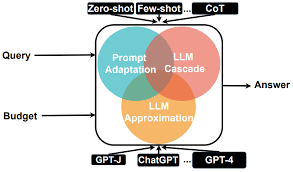 Zero-shot Few-shot ... CoT
Query
Prompt Adaptation
LLM Cascade
Answer
LLM Approximation
Budget
GPT-J ChatGPT ... GPT-4